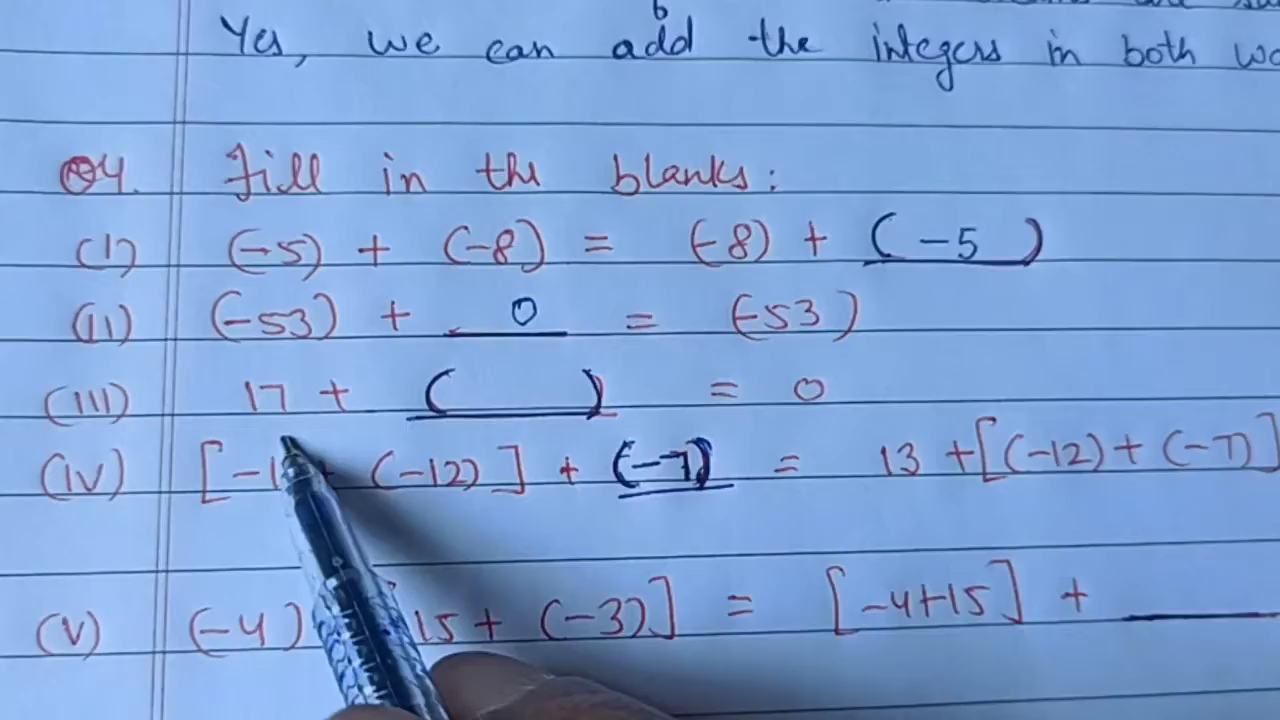 Yes, we can add the integers in both
Q4. Fill in the blanks:
(I) (-5) + (-8) = (-8) + (-5)
(II) (-53) + 0 = (-53)
(III) 17 + ( ) = 0
(IV) [-1 + (-12)] + (-7) = 13 + [(-12) + (-7)]
(V) (-4) [15 + (-3)] = [-4+15] +